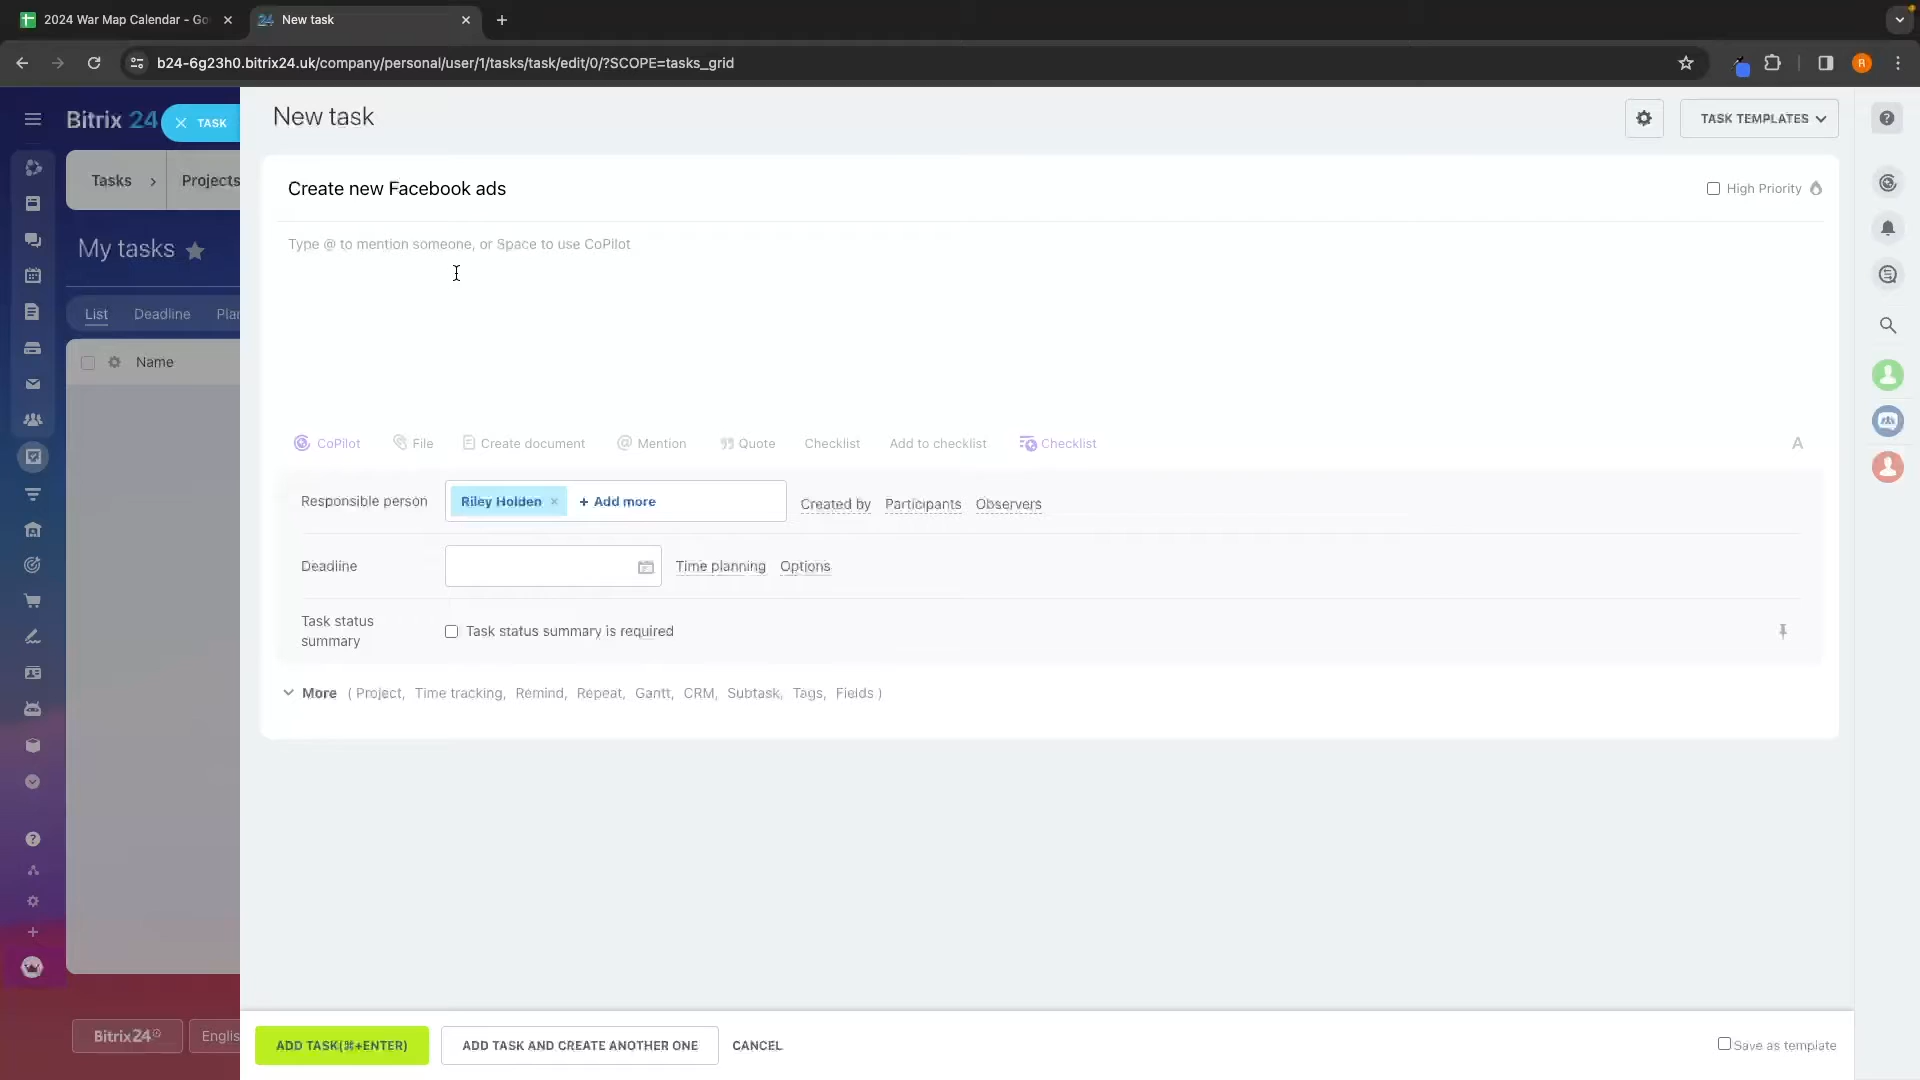 2024 War Map Calendar - Go
New task
b24-6g23h0.bitrix24.uk/company/personal/user/1/tasks/task/edit/0/?SCOPE=tasks_grid
R
Bitrix 24
TASK
New task
TASK TEMPLATES
Tasks
Projects
Create new Facebook ads
High Priority
My tasks
Type @ to mention someone, or Space to use CoPilot
List
Deadline
Plan
Name
CoPilot
File
Create document
Mention
Quote
Checklist
Add to checklist
Checklist
A
Responsible person
Riley Holden
+ Add more
Created by
Participants
Observers
Deadline
Time planning
Options
Task status
summary
Task status summary is required
More ( Project, Time tracking, Remind, Repeat, Gantt, CRM, Subtask, Tags, Fields )
Bitrix24
Englis
ADD TASK(⌘+ENTER)
ADD TASK AND CREATE ANOTHER ONE
CANCEL
Save as template